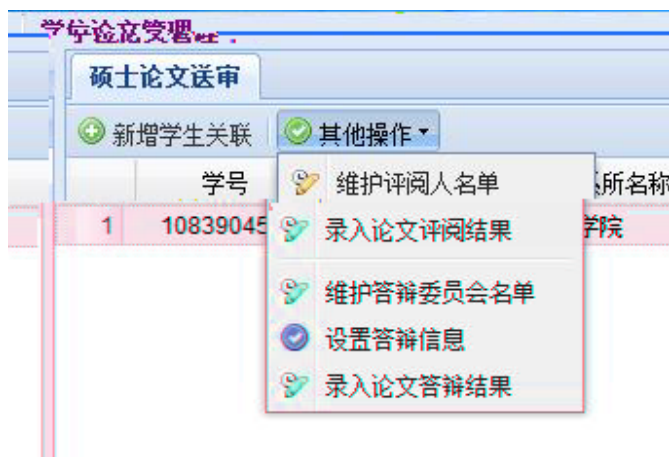 硕士论文送审
新增学生关联 其他操作
学号 所名称
维护评阅人名单
1 10839045 学院
录入论文评阅结果
维护答辩委员会名单
设置答辩信息
录入论文答辩结果